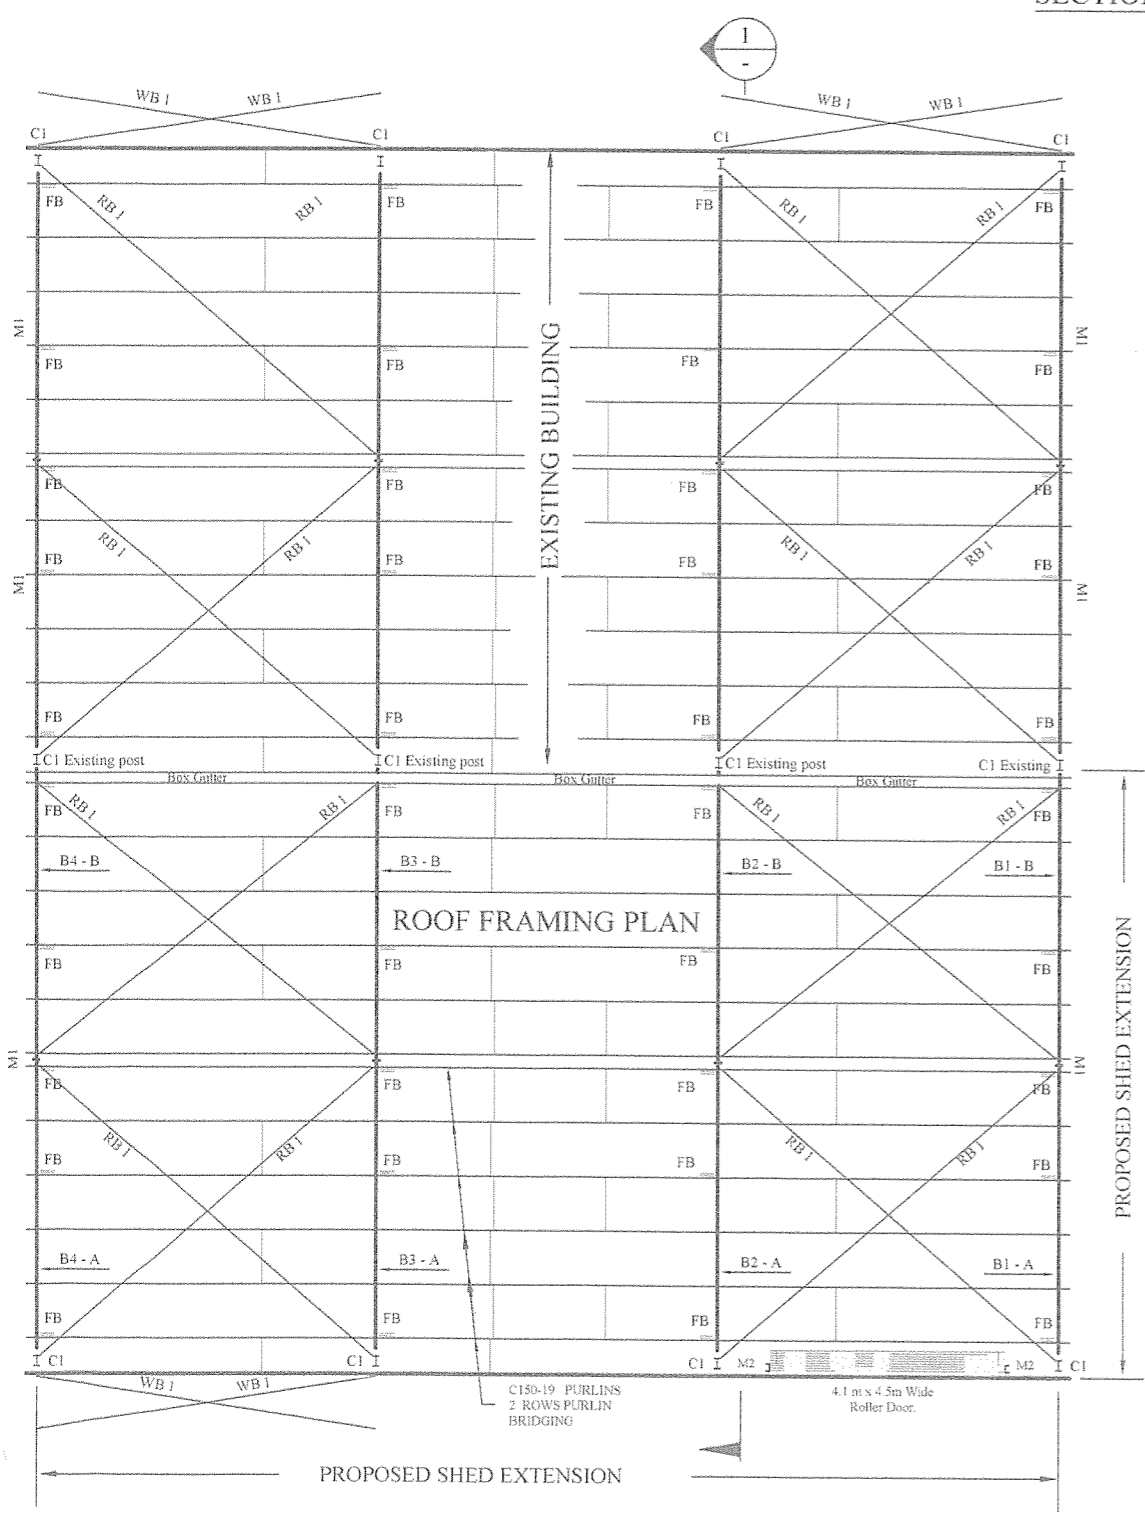 1
-
WB 1 WB 1 WB 1 WB 1
C1 C1 C1 C1
FB RB 1 RB 1 FB FB RB 1 RB 1 FB
M1 EXISTING BUILDING M1
FB FB FB FB
FB FB FB FB
RB 1 RB 1 RB 1 RB 1
M1 FB FB FB FB M1
FB FB FB FB
C1 Existing post C1 Existing post C1 Existing post C1 Existing
Box Gutter Box Gutter Box Gutter
FB RB 1 RB 1 FB FB RB 1 RB 1 FB
B4 - B B3 - B B2 - B B1 - B
ROOF FRAMING PLAN
FB FB FB FB
PROPOSED SHED EXTENSION
M1 M1
FB FB FB FB
RB 1 RB 1 RB 1 RB 1
FB FB FB FB
B4 - A B3 - A B2 - A B1 - A
FB FB FB FB
C1 C1 C1 M2 M2 C1
WB 1 WB 1
C150-19 PURLINS
2 ROWS PURLIN
BRIDGING
4.1 m x 4.5m Wide
Roller Door.
PROPOSED SHED EXTENSION